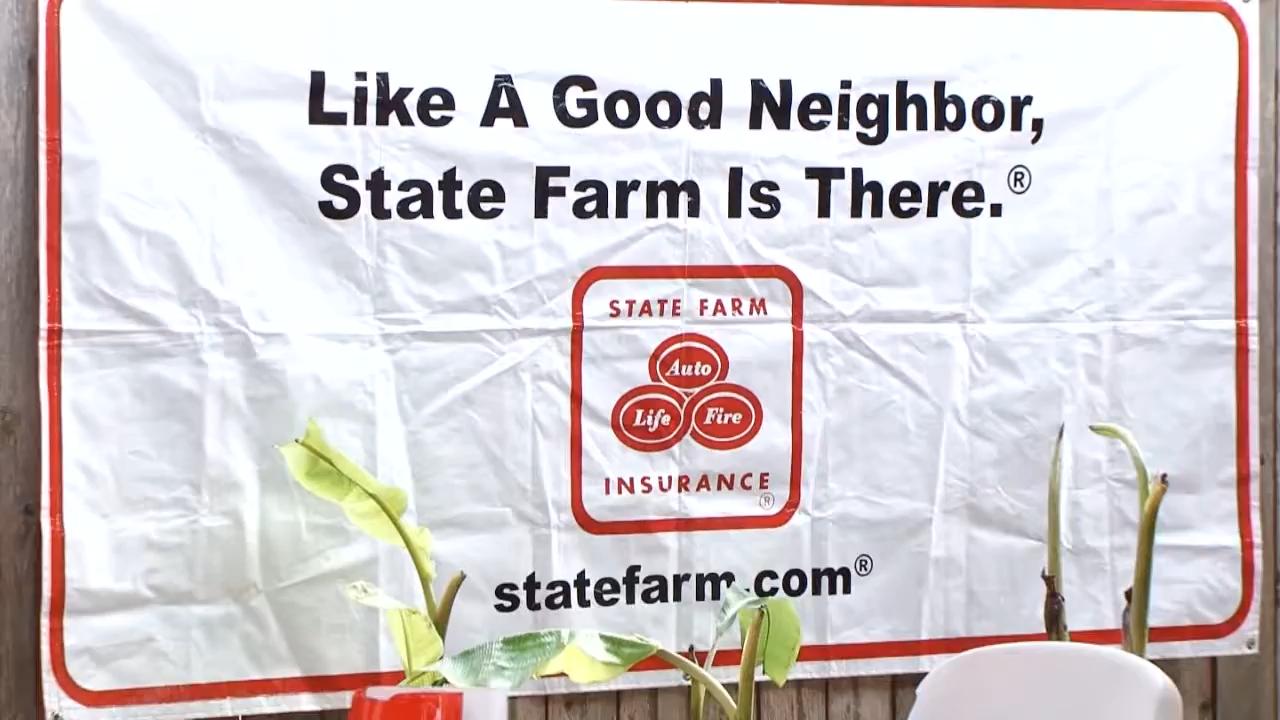 Like A Good Neighbor,
State Farm Is There.®
STATE FARM
Auto
Life Fire
INSURANCE
®
statefarm.com®